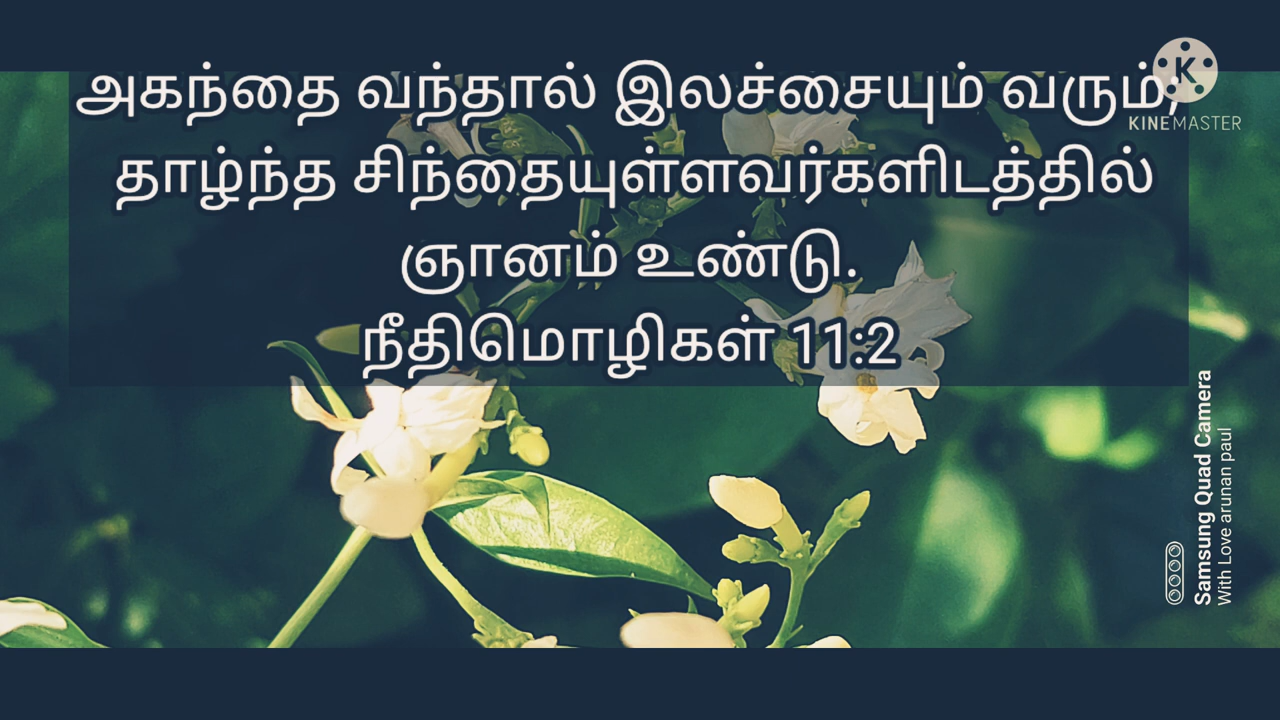 அகந்தை வந்தால் இலச்சையும் வரும்;
தாழ்ந்த சிந்தையுள்ளவர்களிடத்தில்
ஞானம் உண்டு.
நீதிமொழிகள் 11:2
K
KINEMASTER
Samsung Quad Camera
With Love arunan paul